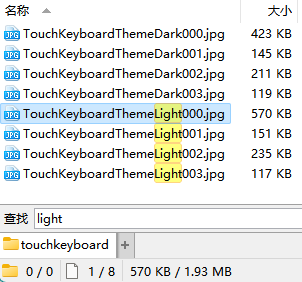 名称 大小
TouchKeyboardThemeDark000.jpg 423 KB
TouchKeyboardThemeDark001.jpg 145 KB
TouchKeyboardThemeDark002.jpg 211 KB
TouchKeyboardThemeDark003.jpg 119 KB
TouchKeyboardThemeLight000.jpg 570 KB
TouchKeyboardThemeLight001.jpg 151 KB
TouchKeyboardThemeLight002.jpg 235 KB
TouchKeyboardThemeLight003.jpg 117 KB
查找 light
touchkeyboard +
0 / 0 1 / 8 570 KB / 1.93 MB